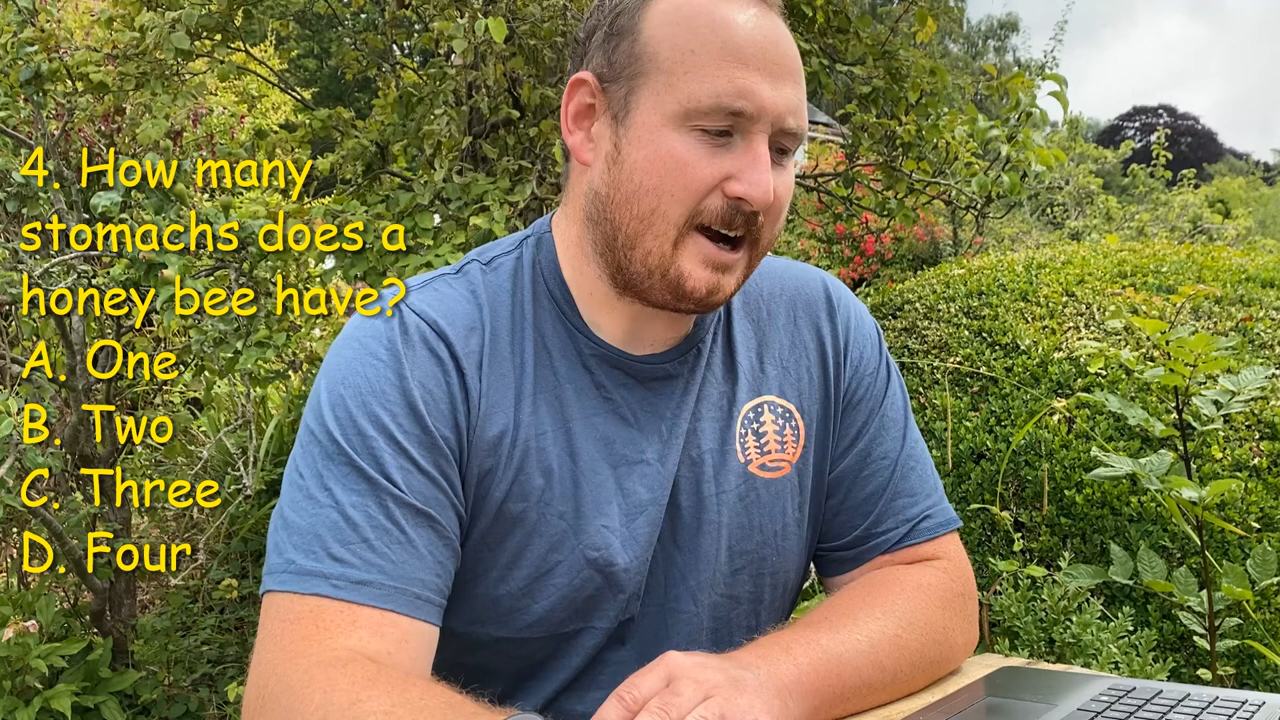 4. How many
stomachs does a
honey bee have?
A. One
B. Two
C. Three
D. Four